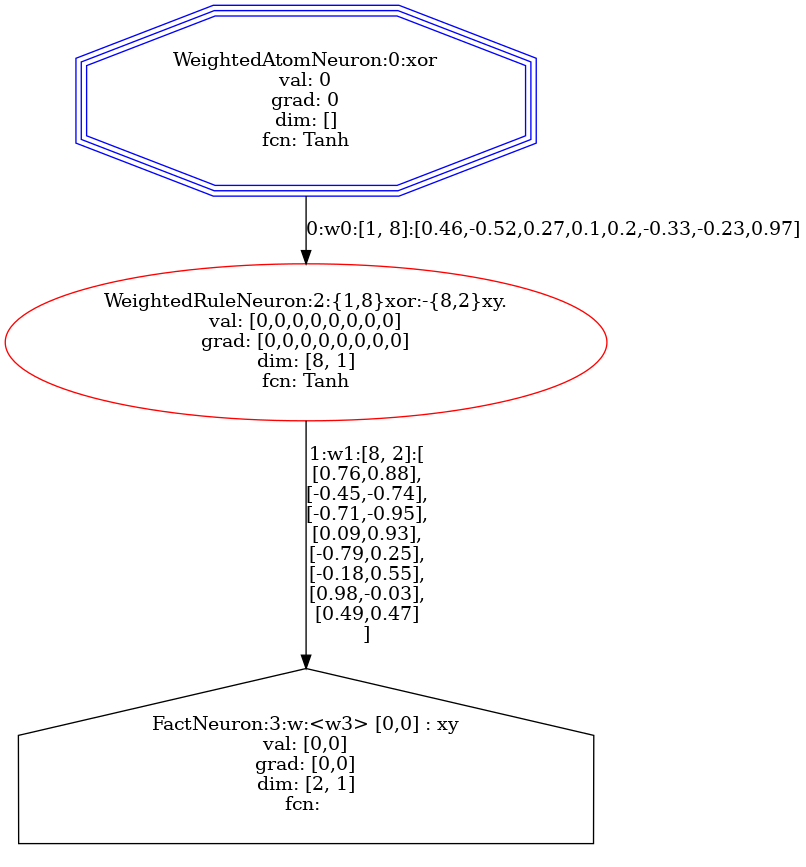 WeightedAtomNeuron:0:xor
val: 0
grad: 0
dim: []
fcn: Tanh
0:w0:[1, 8]:[0.46,-0.52,0.27,0.1,0.2,-0.33,-0.23,0.97]
WeightedRuleNeuron:2:{1,8}xor:-{8,2}xy.
val: [0,0,0,0,0,0,0,0]
grad: [0,0,0,0,0,0,0,0]
dim: [8, 1]
fcn: Tanh
1:w1:[8, 2]:[
[0.76,0.88],
[-0.45,-0.74],
[-0.71,-0.95],
[0.09,0.93],
[-0.79,0.25],
[-0.18,0.55],
[0.98,-0.03],
[0.49,0.47]
]
FactNeuron:3:w:<w3> [0,0] : xy
val: [0,0]
grad: [0,0]
dim: [2, 1]
fcn: